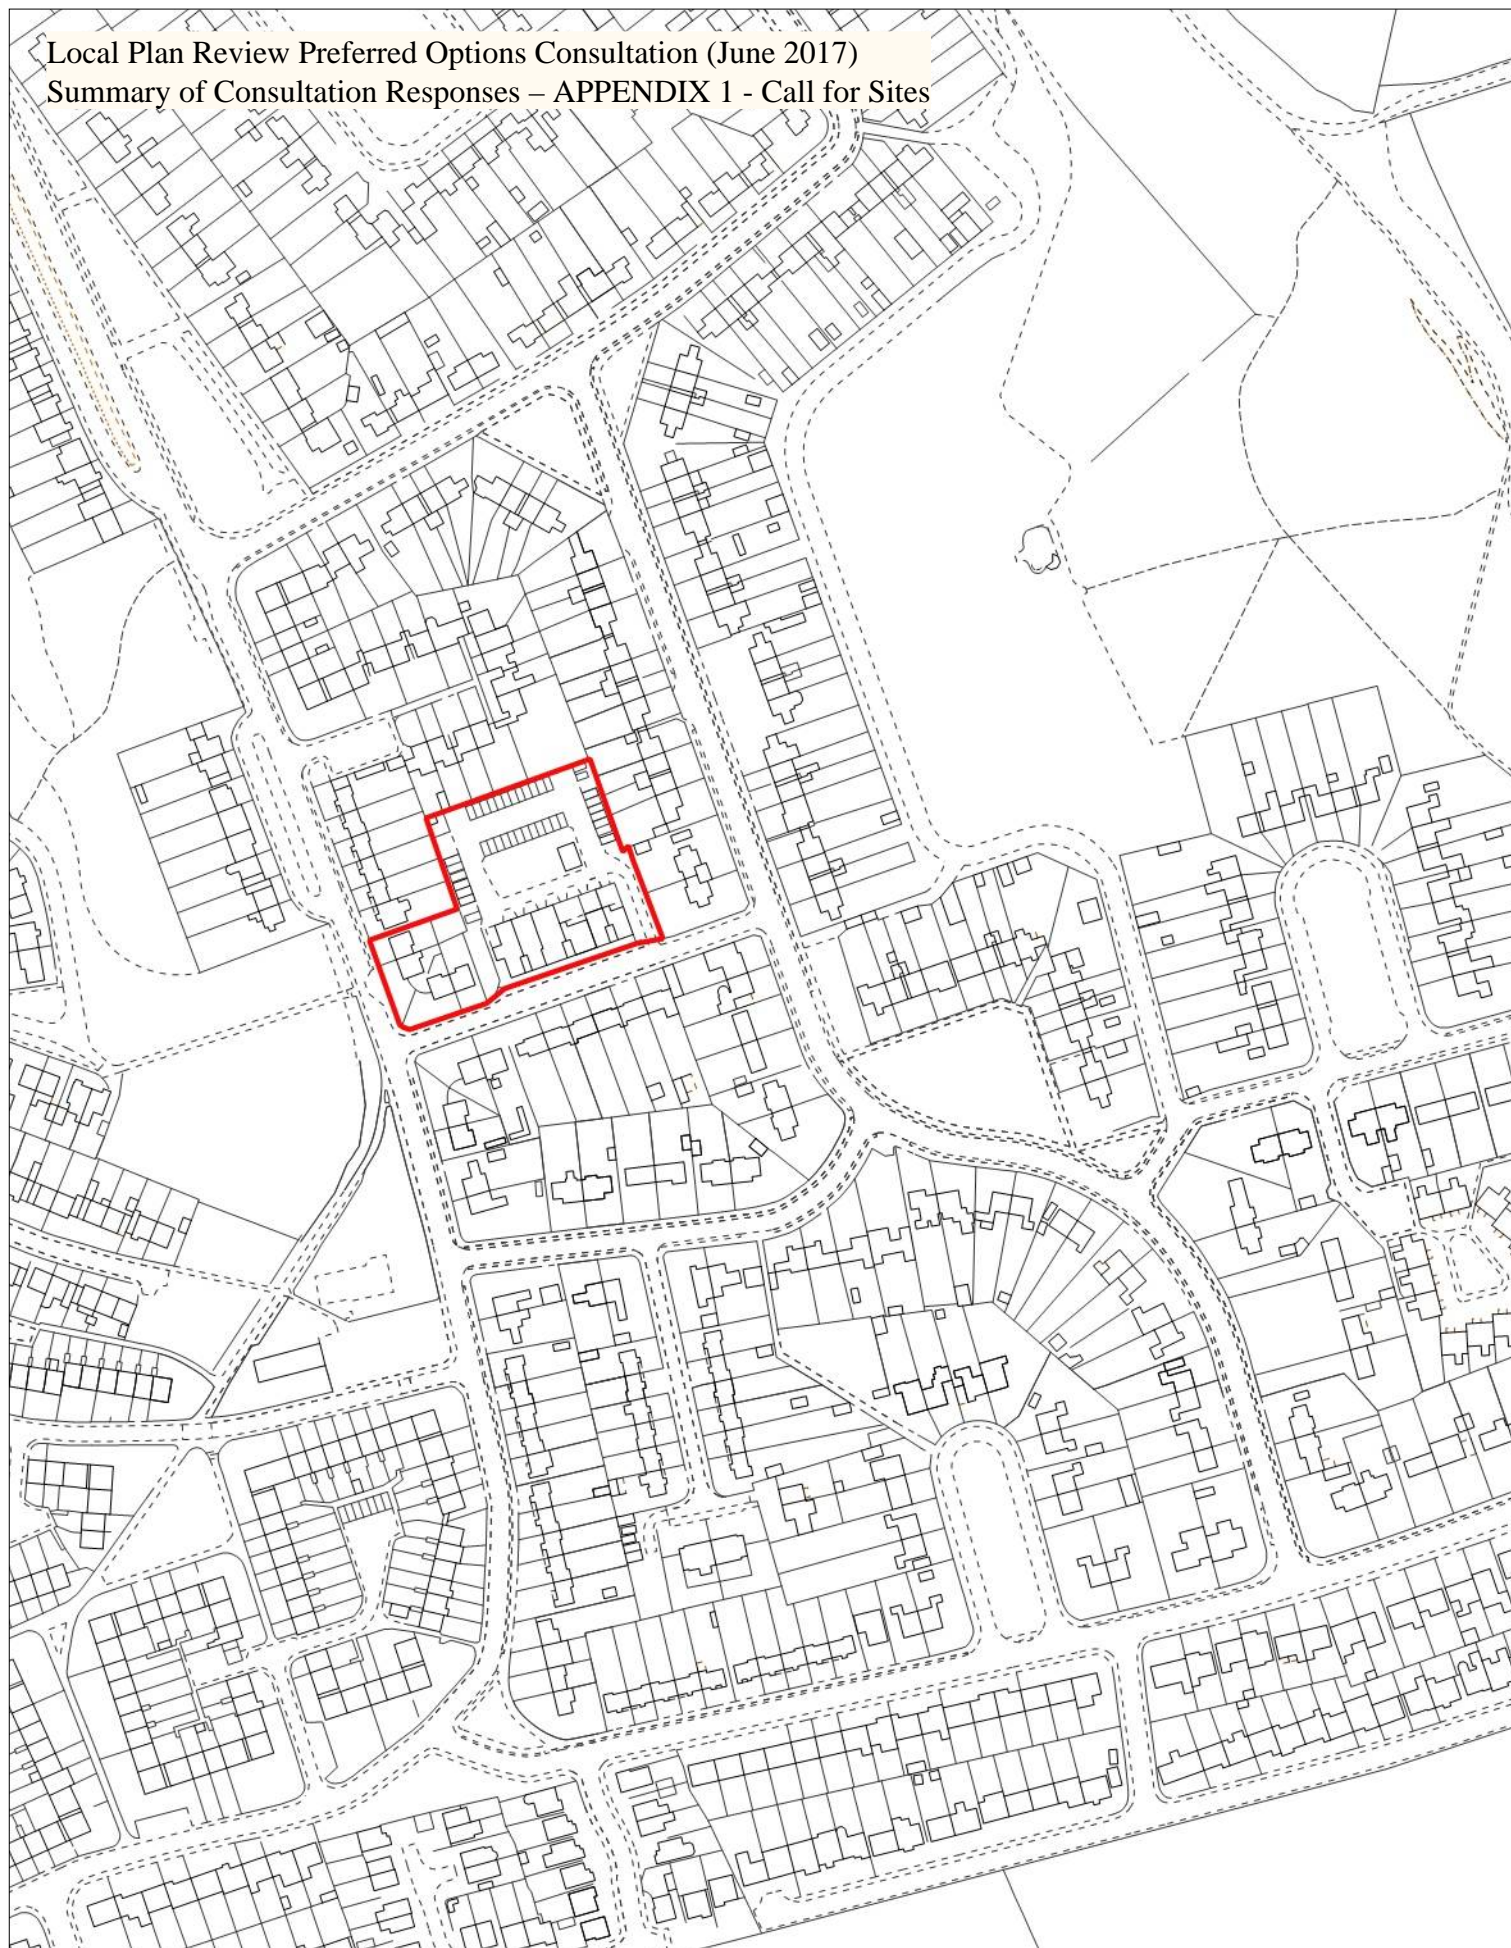 Local Plan Review Preferred Options Consultation (June 2017)
Summary of Consultation Responses – APPENDIX 1 - Call for Sites